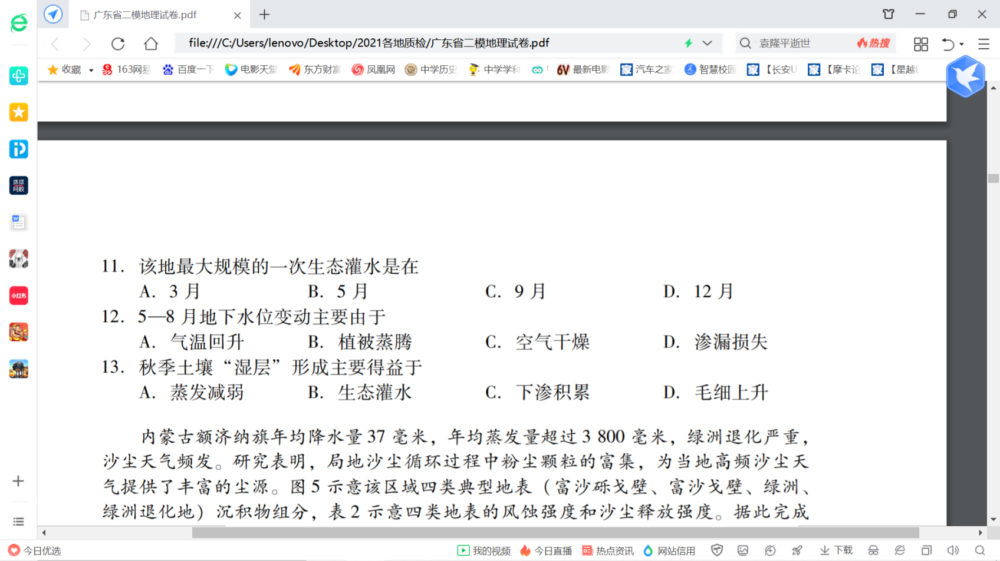 广东省二模地理试卷.pdf
file:///C:/Users/lenovo/Desktop/2021各地质检/广东省二模地理试卷.pdf
袁隆平逝世
热搜
收藏
163网易
百度一下
电影天堂
东方财富
凤凰网
中学历史
中学学科
6V 最新电影
家 汽车之家
智慧校园
家 【长安U
家 【摩卡论
家 【星越L
环球网校
小红书
11. 该地最大规模的一次生态灌水是在
A. 3 月 B. 5 月 C. 9 月 D. 12 月
12. 5—8 月地下水位变动主要由于
A. 气温回升 B. 植被蒸腾 C. 空气干燥 D. 渗漏损失
13. 秋季土壤“湿层”形成主要得益于
A. 蒸发减弱 B. 生态灌水 C. 下渗积累 D. 毛细上升
内蒙古额济纳旗年均降水量 37 毫米，年均蒸发量超过 3 800 毫米，绿洲退化严重，
沙尘天气频发。研究表明，局地沙尘循环过程中粉尘颗粒的富集，为当地高频沙尘天
气提供了丰富的尘源。图 5 示意该区域四类典型地表（富沙砾戈壁、富沙戈壁、绿洲、
绿洲退化地）沉积物组分，表 2 示意四类地表的风蚀强度和沙尘释放强度。据此完成
今日优选
我的视频
今日直播
热点资讯
网站信用
下载